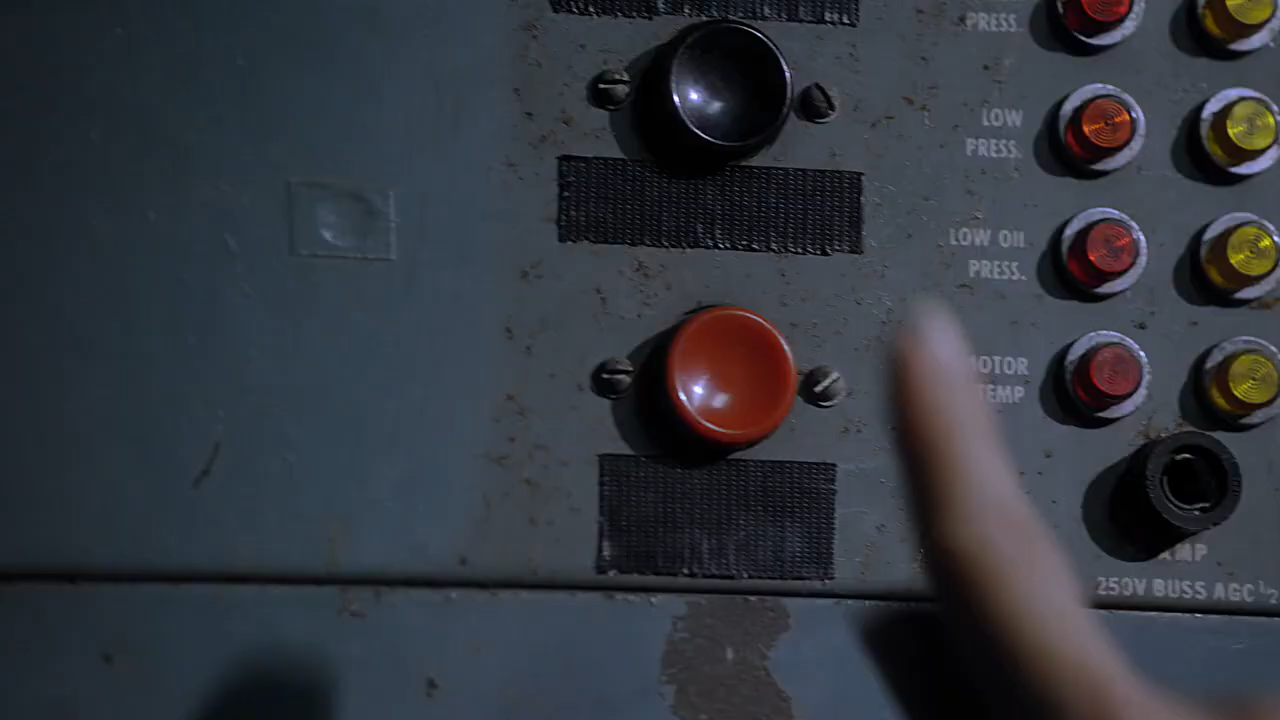 PRESS.
LOW
PRESS.
LOW OIL
PRESS.
MOTOR
TEMP
AMP
250V BUSS AGC ½